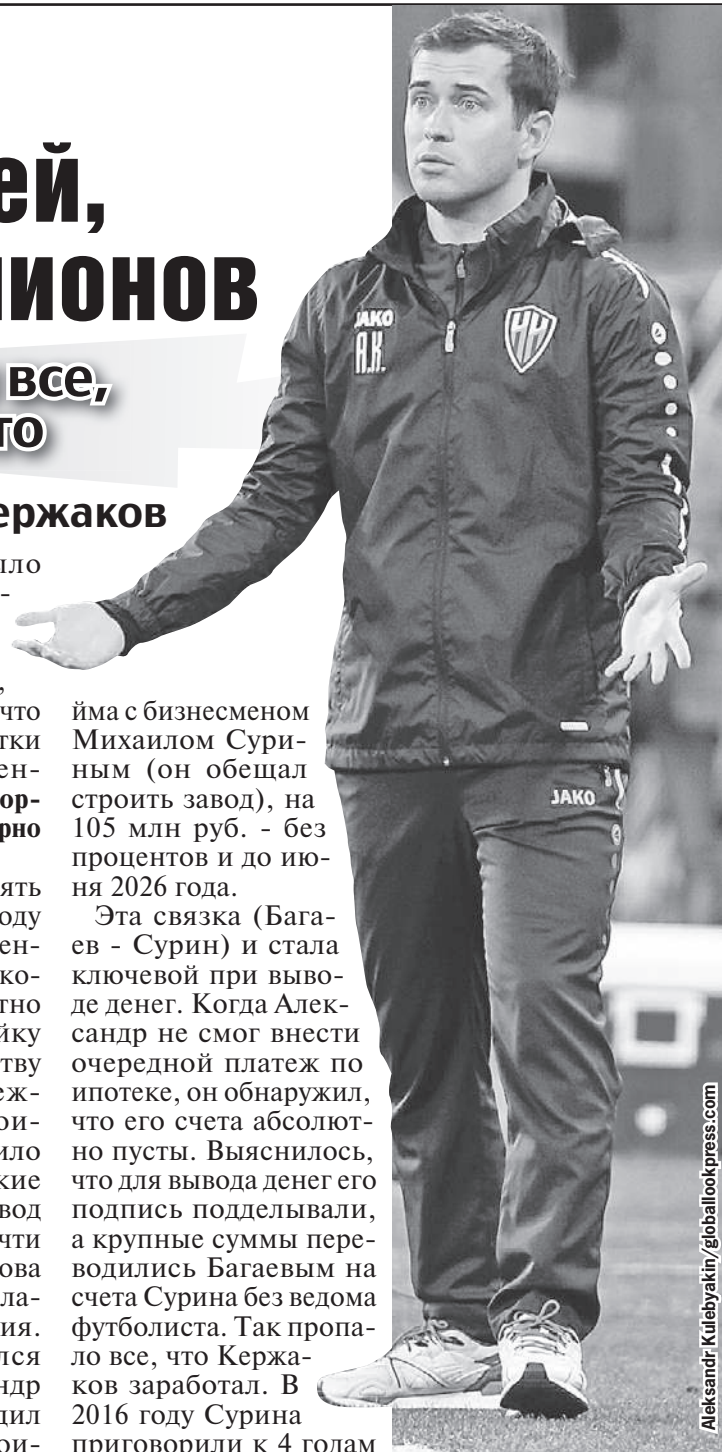 ей,
пионов
все,
то
ержаков
ыло
-
,
что
тки
ен-
ор-
рно
ять
оду
ен-
ко-
тно
йку
тву
еж-
ои-
ило
кие
вод
чти
ова
ла-
ия.
лся
ндр
дил
йма с бизнесменом
Михаилом Сури-
ным (он обещал
строить завод), на
105 млн руб. - без
процентов и до ию-
ня 2026 года.
Эта связка (Бага-
ев - Сурин) и стала
ключевой при выво-
де денег. Когда Алек-
сандр не смог внести
очередной платеж по
ипотеке, он обнаружил,
что его счета абсолют-
но пусты. Выяснилось,
что для вывода денег его
подпись подделывали,
а крупные суммы пере-
водились Багаевым на
счета Сурина без ведома
футболиста. Так пропа-
ло все, что Кержа-
ков заработал. В
2016 году Сурина
приговорили к 4 годам
JAKO
А.К.
НН
JAKO
Aleksandr Kulebyakin/globallookpress.com